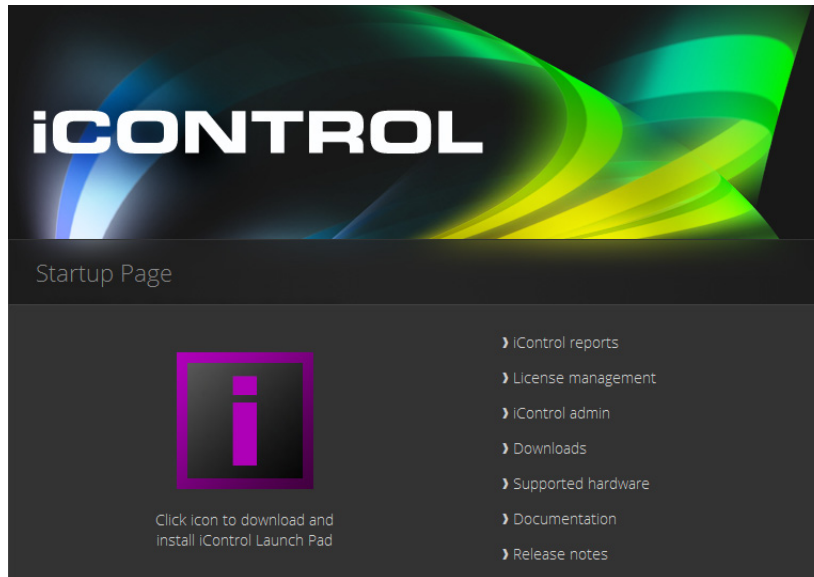 iCONTROL
Startup Page
i
Click icon to download and
install iControl Launch Pad
iControl reports
License management
iControl admin
Downloads
Supported hardware
Documentation
Release notes